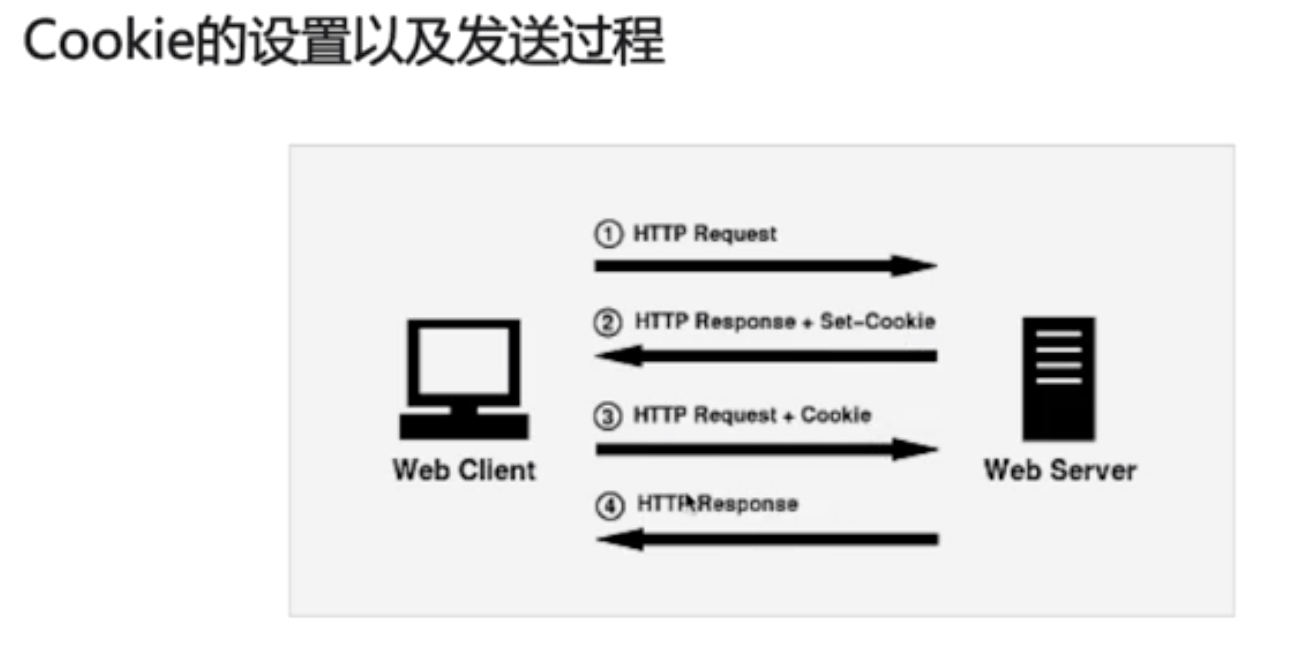 Cookie的设置以及发送过程
① HTTP Request
② HTTP Response + Set-Cookie
③ HTTP Request + Cookie
Web Client
Web Server
④ HTTP Response